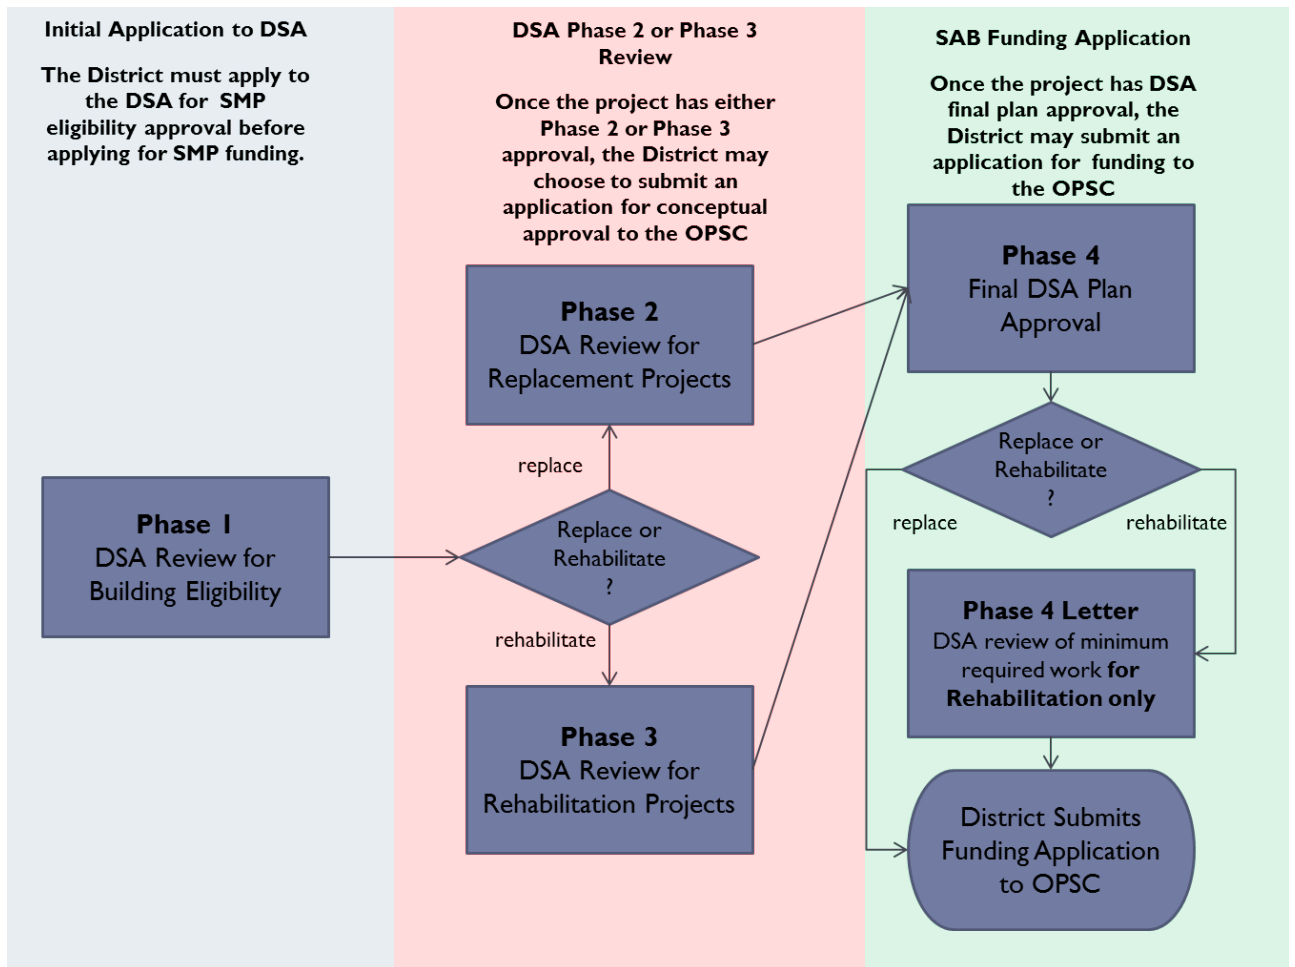 Initial Application to DSA
The District must apply to
the DSA for SMP
eligibility approval before
applying for SMP funding.
Phase 1
DSA Review for
Building Eligibility
DSA Phase 2 or Phase 3
Review
Once the project has either
Phase 2 or Phase 3
approval, the District may
choose to submit an
application for conceptual
approval to the OPSC
Phase 2
DSA Review for
Replacement Projects
replace
Replace or
Rehabilitate
?
rehabilitate
Phase 3
DSA Review for
Rehabilitation Projects
SAB Funding Application
Once the project has DSA
final plan approval, the
District may submit an
application for funding to
the OPSC
Phase 4
Final DSA Plan
Approval
Replace or
Rehabilitate
?
replace
rehabilitate
Phase 4 Letter
DSA review of minimum
required work for
Rehabilitation only
District Submits
Funding Application
to OPSC